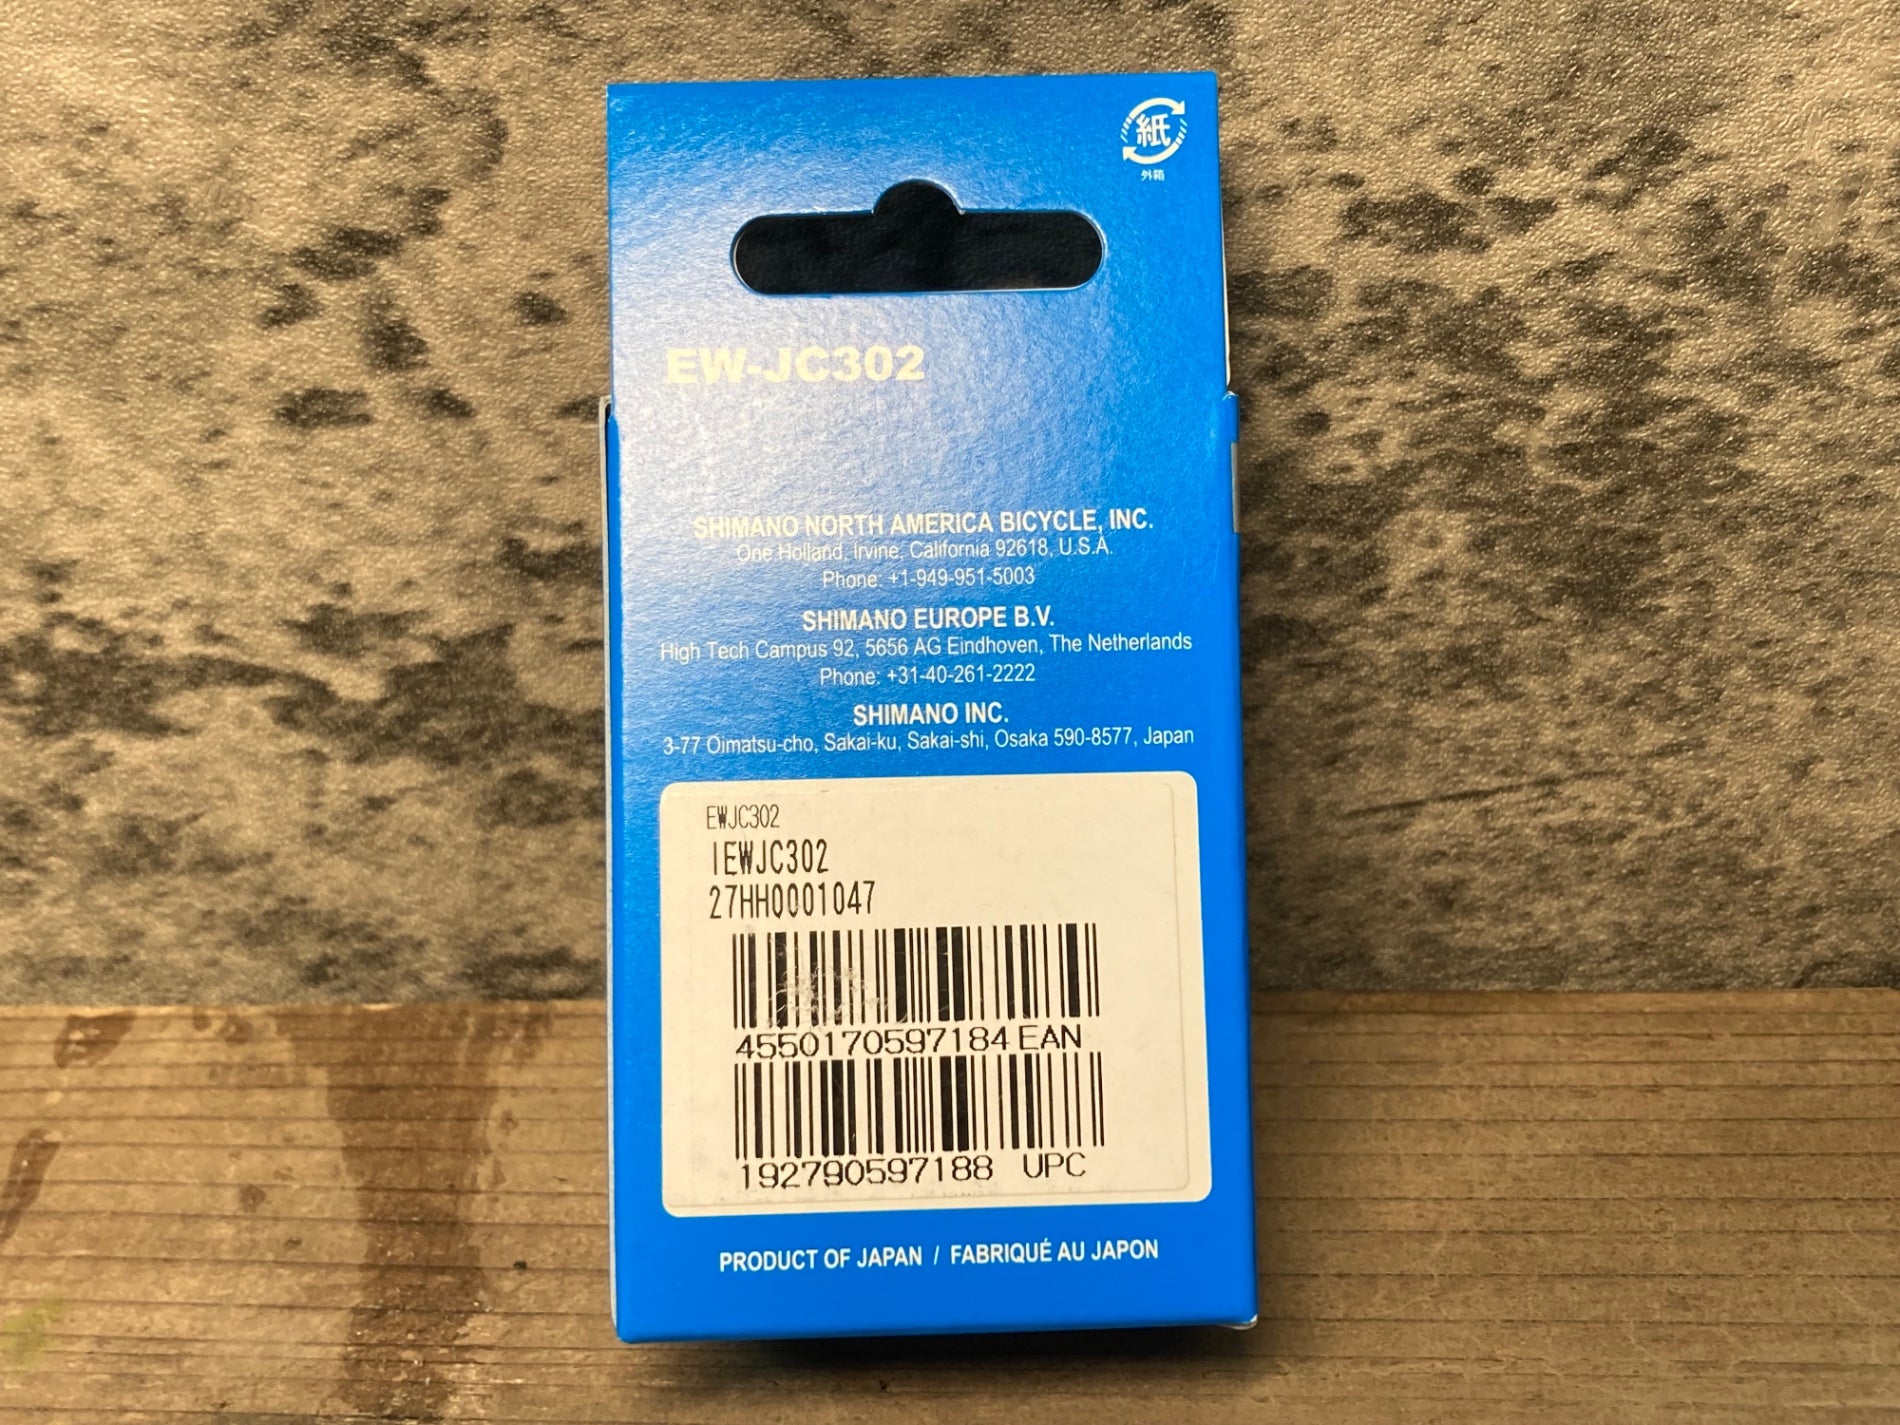 紙
外箱
EW-JC302
SHIMANO NORTH AMERICA BICYCLE, INC.
One Holland, Irvine, California 92618, U.S.A.
Phone: +1-949-951-5003
SHIMANO EUROPE B.V.
High Tech Campus 92, 5656 AG Eindhoven, The Netherlands
Phone: +31-40-261-2222
SHIMANO INC.
3-77 Oimatsu-cho, Sakai-ku, Sakai-shi, Osaka 590-8577, Japan
EWJC302
IEWJC302
27HH0001047
4550170597184 EAN
192790597188 UPC
PRODUCT OF JAPAN / FABRIQUÉ AU JAPON